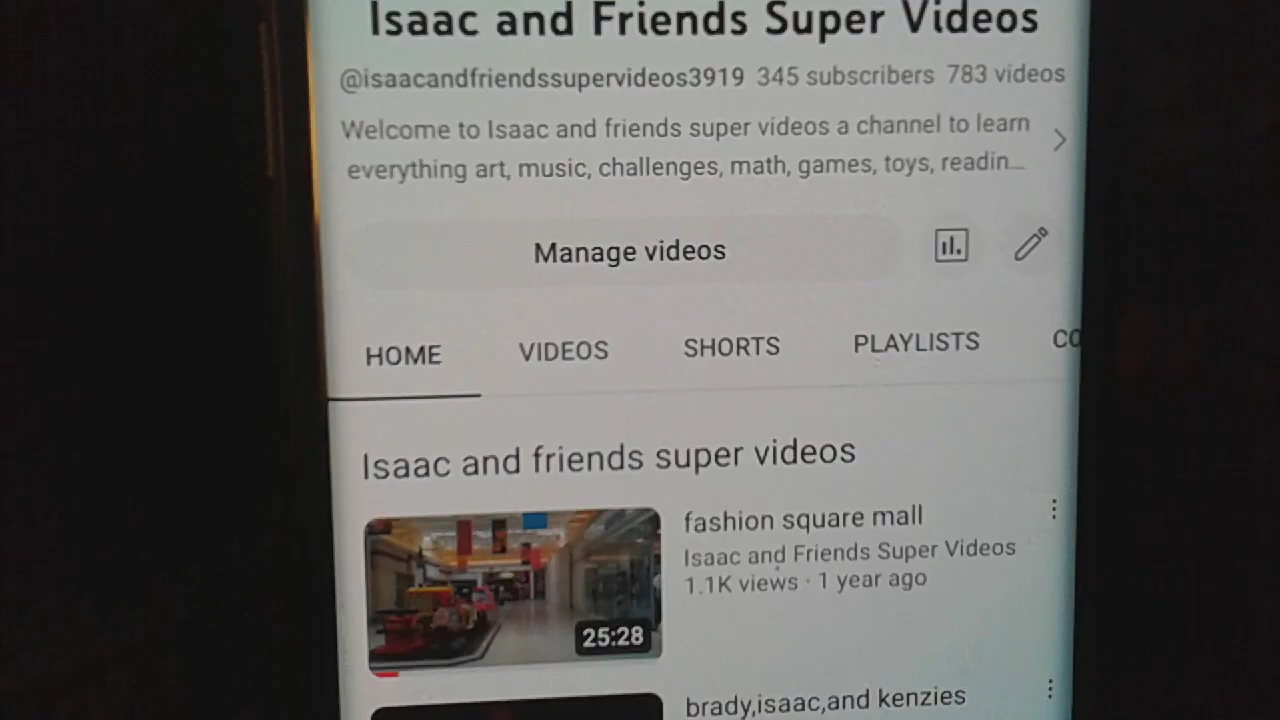 Isaac and Friends Super Videos
@isaacandfriendssupervideos3919 345 subscribers 783 videos
Welcome to Isaac and friends super videos a channel to learn
everything art, music, challenges, math, games, toys, readin...
Manage videos
HOME VIDEOS SHORTS PLAYLISTS CO
Isaac and friends super videos
fashion square mall
Isaac and Friends Super Videos
1.1K views · 1 year ago
25:28
brady,isaac,and kenzies